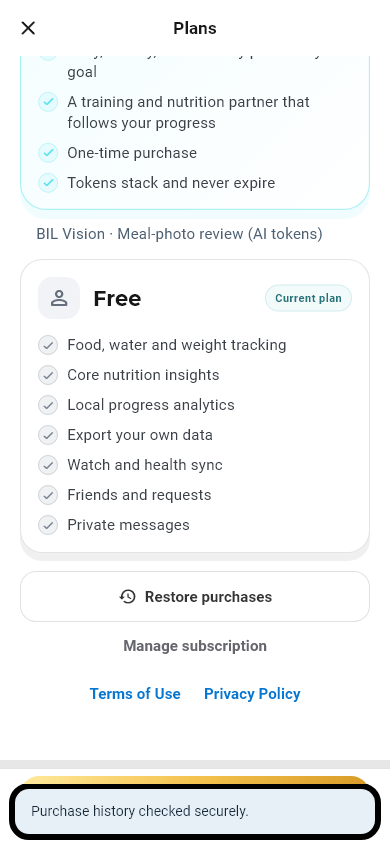 Plans
goal
A training and nutrition partner that
follows your progress
One-time purchase
Tokens stack and never expire
BIL Vision · Meal-photo review (AI tokens)
Free
Current plan
Food, water and weight tracking
Core nutrition insights
Local progress analytics
Export your own data
Watch and health sync
Friends and requests
Private messages
Restore purchases
Manage subscription
Terms of Use Privacy Policy
Purchase history checked securely.